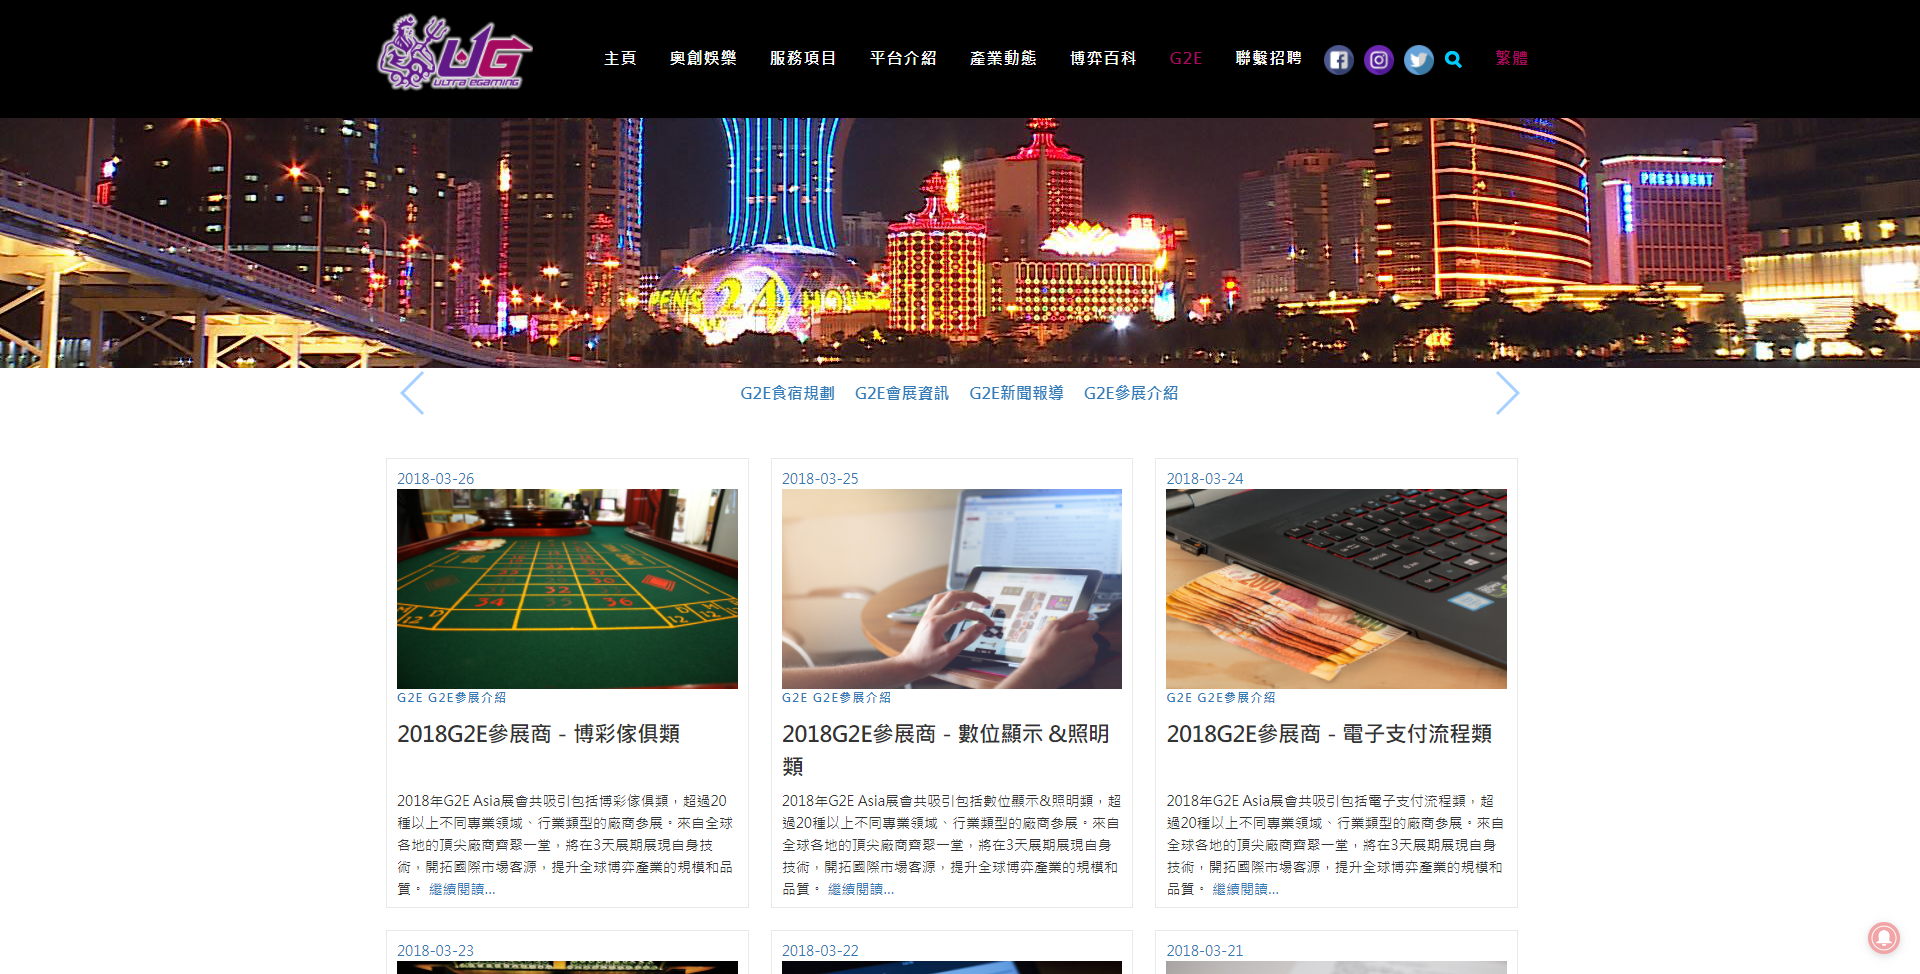 UG
ULTRA EGAMING
主頁 奧創娛樂 服務項目 平台介紹 產業動態 博弈百科 G2E 聯繫招聘 繁體
PRESIDENT
24 HOUR
G2E食宿規劃 G2E會展資訊 G2E新聞報導 G2E參展介紹
2018-03-26
34 35 36
G2E G2E參展介紹
2018G2E參展商 - 博彩傢俱類
2018年G2E Asia展會共吸引包括博彩傢俱類，超過20
種以上不同專業領域、行業類型的廠商參展。來自全球
各地的頂尖廠商齊聚一堂，將在3天展期展現自身技
術，開拓國際市場客源，提升全球博弈產業的規模和品
質。 繼續閱讀...
2018-03-25
G2E G2E參展介紹
2018G2E參展商 - 數位顯示 &照明
類
2018年G2E Asia展會共吸引包括數位顯示&照明類，超
過20種以上不同專業領域、行業類型的廠商參展。來自
全球各地的頂尖廠商齊聚一堂，將在3天展期展現自身
技術，開拓國際市場客源，提升全球博弈產業的規模和
品質。 繼續閱讀...
2018-03-24
G2E G2E參展介紹
2018G2E參展商 - 電子支付流程類
2018年G2E Asia展會共吸引包括電子支付流程類，超
過20種以上不同專業領域、行業類型的廠商參展。來自
全球各地的頂尖廠商齊聚一堂，將在3天展期展現自身
技術，開拓國際市場客源，提升全球博弈產業的規模和
品質。 繼續閱讀...
2018-03-23
2018-03-22
2018-03-21